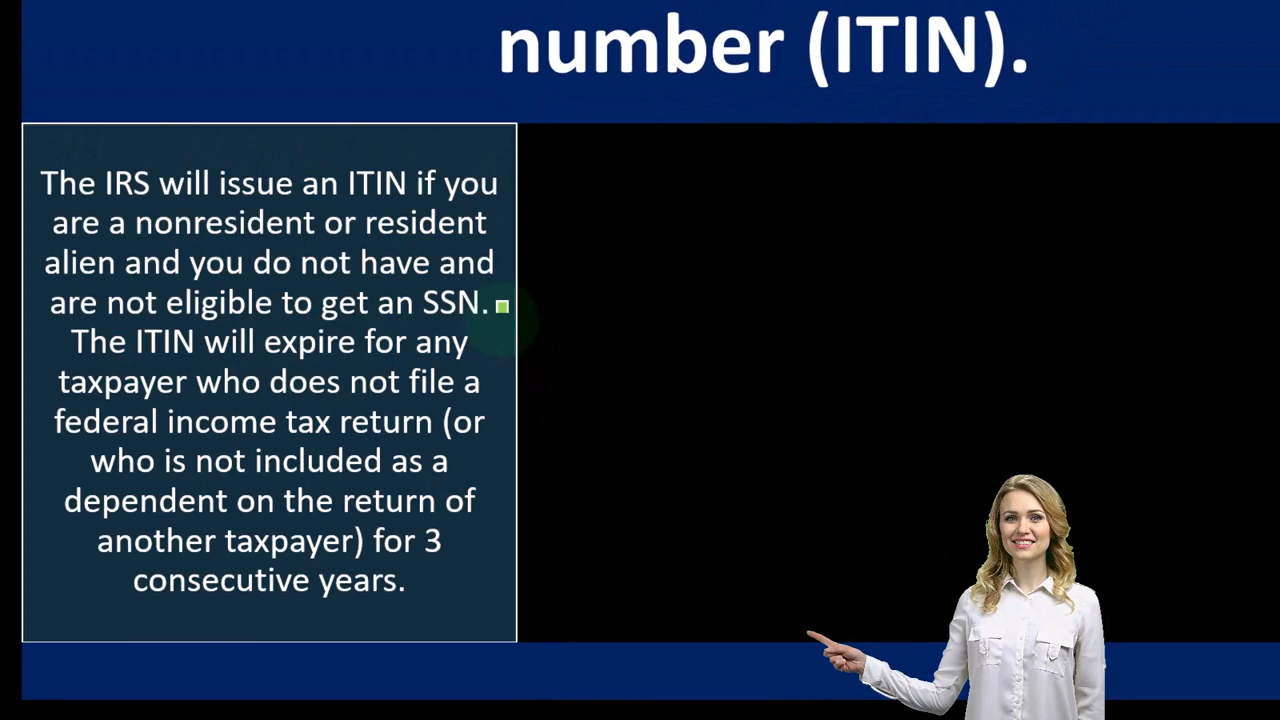 number (ITIN).
The IRS will issue an ITIN if you
are a nonresident or resident
alien and you do not have and
are not eligible to get an SSN.
The ITIN will expire for any
taxpayer who does not file a
federal income tax return (or
who is not included as a
dependent on the return of
another taxpayer) for 3
consecutive years.